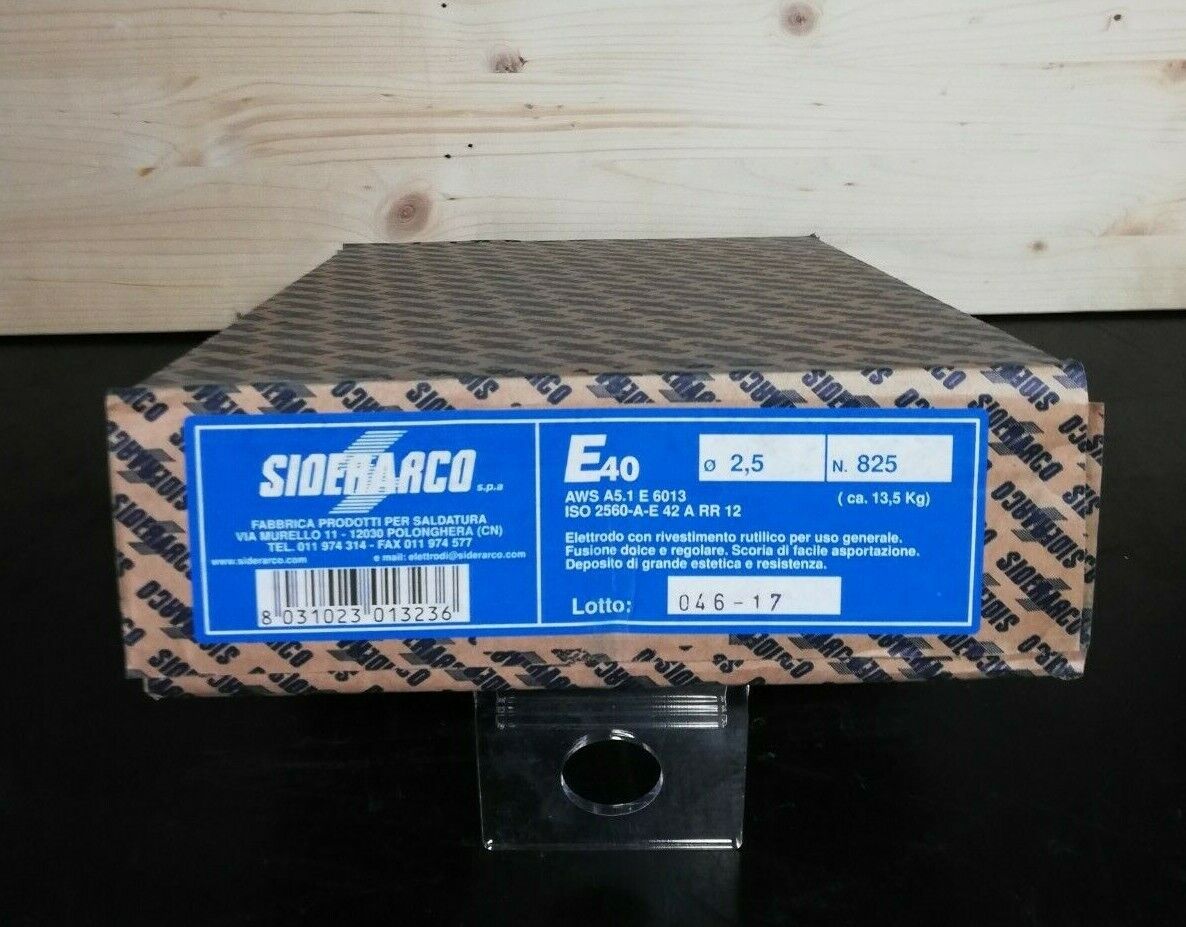 SIDERARCO s.p.a
FABBRICA PRODOTTI PER SALDATURA
VIA MURELLO 11 - 12030 POLONGHERA (CN)
TEL. 011 974 314 - FAX 011 974 577
www.siderarco.com e mail: elettrodi@siderarco.com
8 031023 013236
E40
Ø 2,5 N. 825
AWS A5.1 E 6013 (ca. 13,5 Kg)
ISO 2560-A-E 42 A RR 12
Elettrodo con rivestimento rutilico per uso generale.
Fusione dolce e regolare. Scoria di facile asportazione.
Deposito di grande estetica e resistenza.
Lotto: 046-17